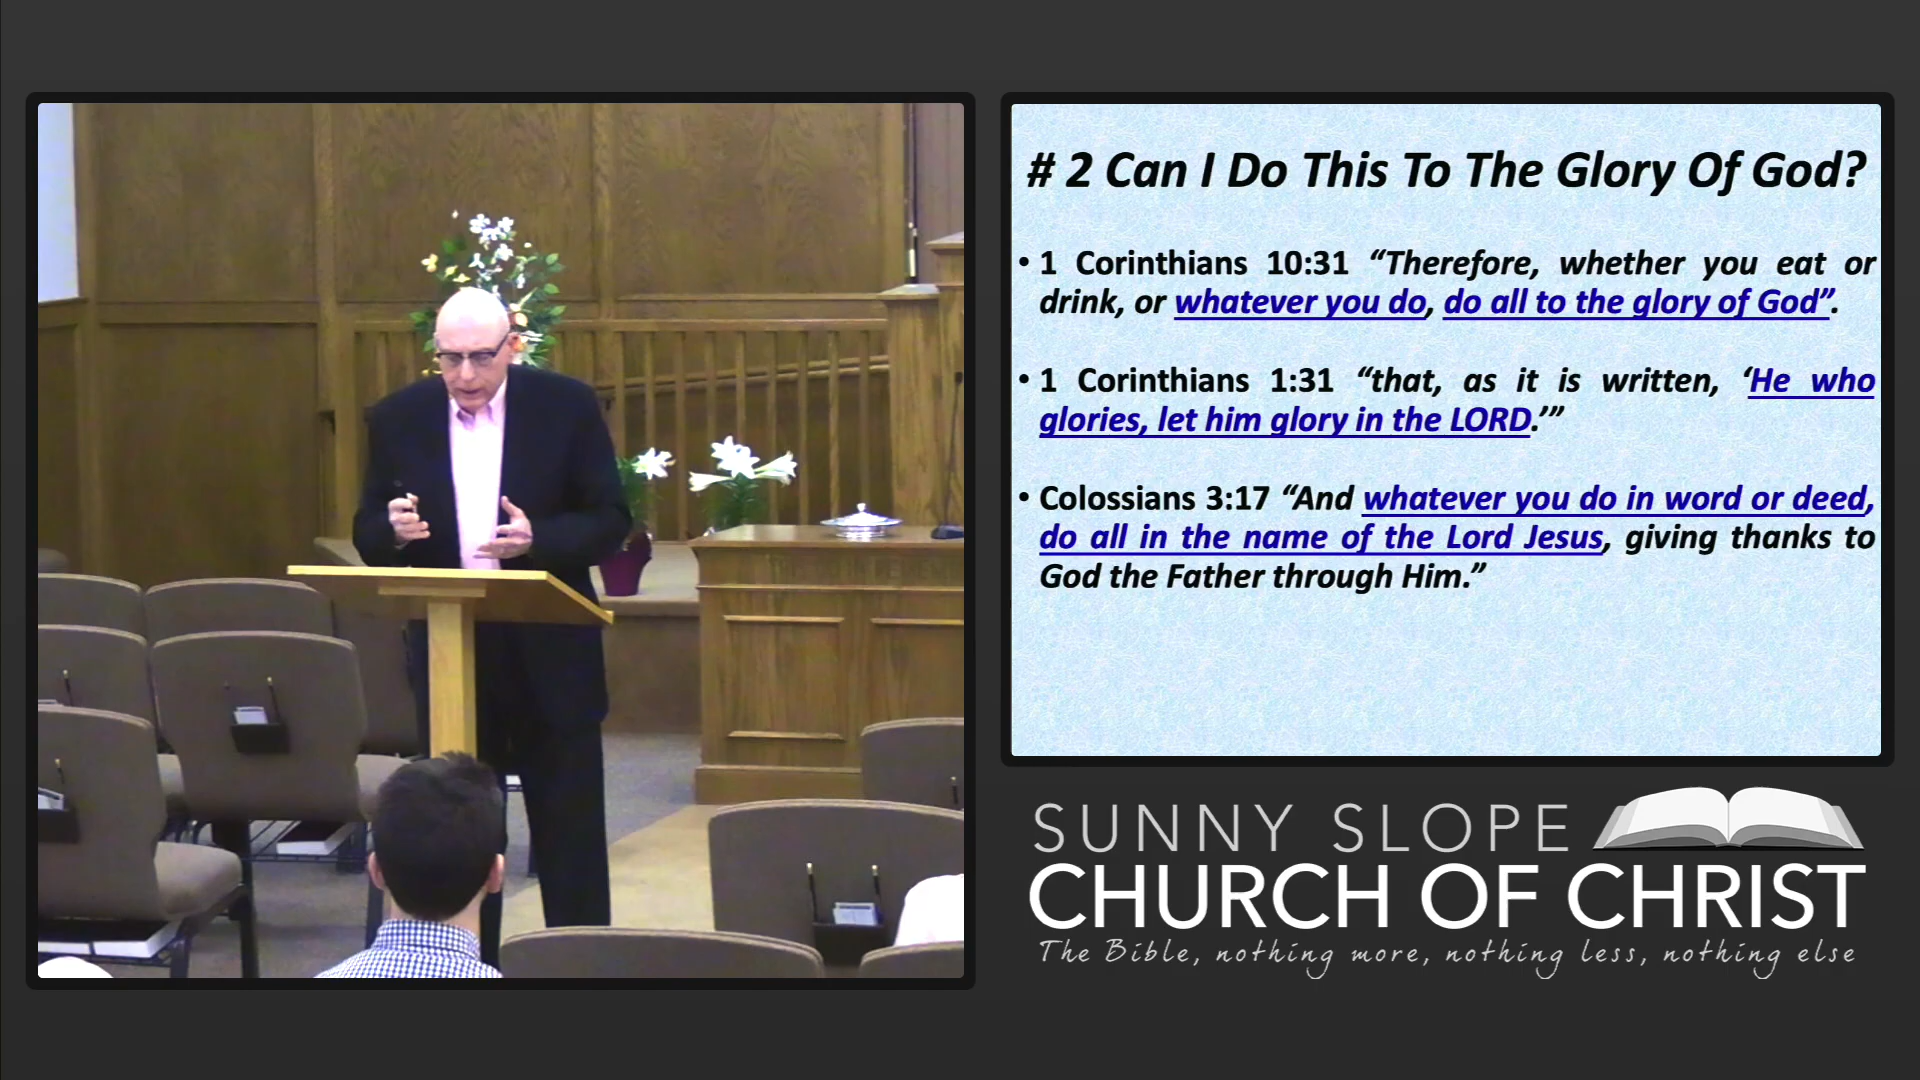 # 2 Can I Do This To The Glory Of God?
• 1 Corinthians 10:31 “Therefore, whether you eat or
drink, or whatever you do, do all to the glory of God”.
• 1 Corinthians 1:31 “that, as it is written, ‘He who
glories, let him glory in the LORD.’”
• Colossians 3:17 “And whatever you do in word or deed,
do all in the name of the Lord Jesus, giving thanks to
God the Father through Him.”
SUNNY SLOPE
CHURCH OF CHRIST
The Bible, nothing more, nothing less, nothing else